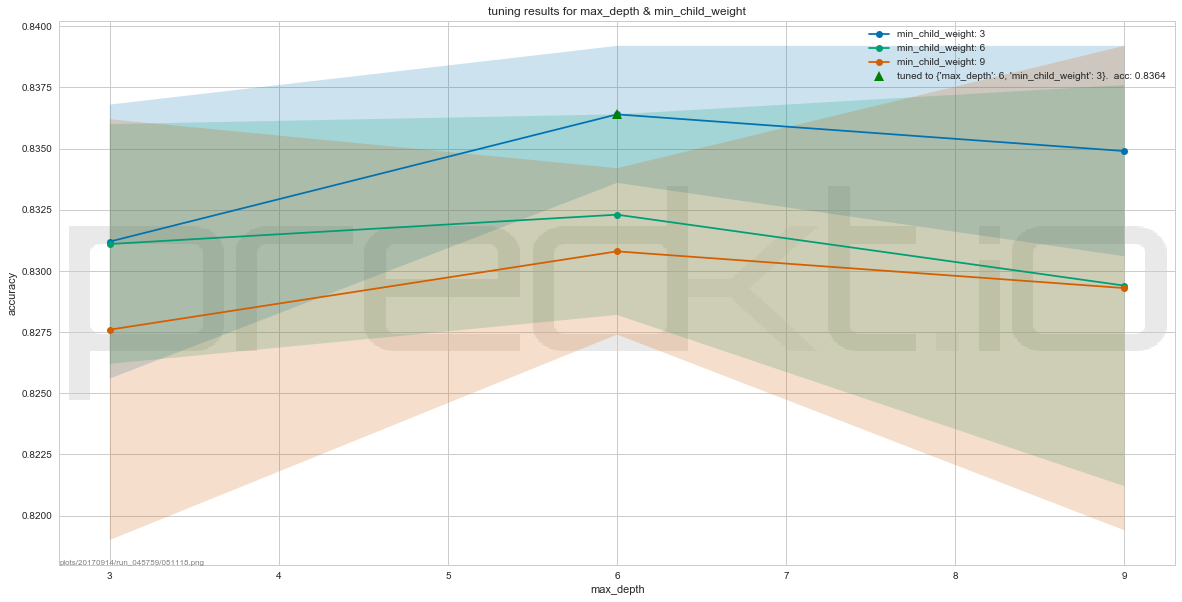 tuning results for max_depth & min_child_weight
min_child_weight: 3
min_child_weight: 6
min_child_weight: 9
tuned to {'max_depth': 6, 'min_child_weight': 3}. acc: 0.8364
accuracy
0.8400
0.8375
0.8350
0.8325
0.8300
0.8275
0.8250
0.8225
0.8200
preckt.io
plots/20170914/run_045759/051115.png
3 4 5 6 7 8 9
max_depth